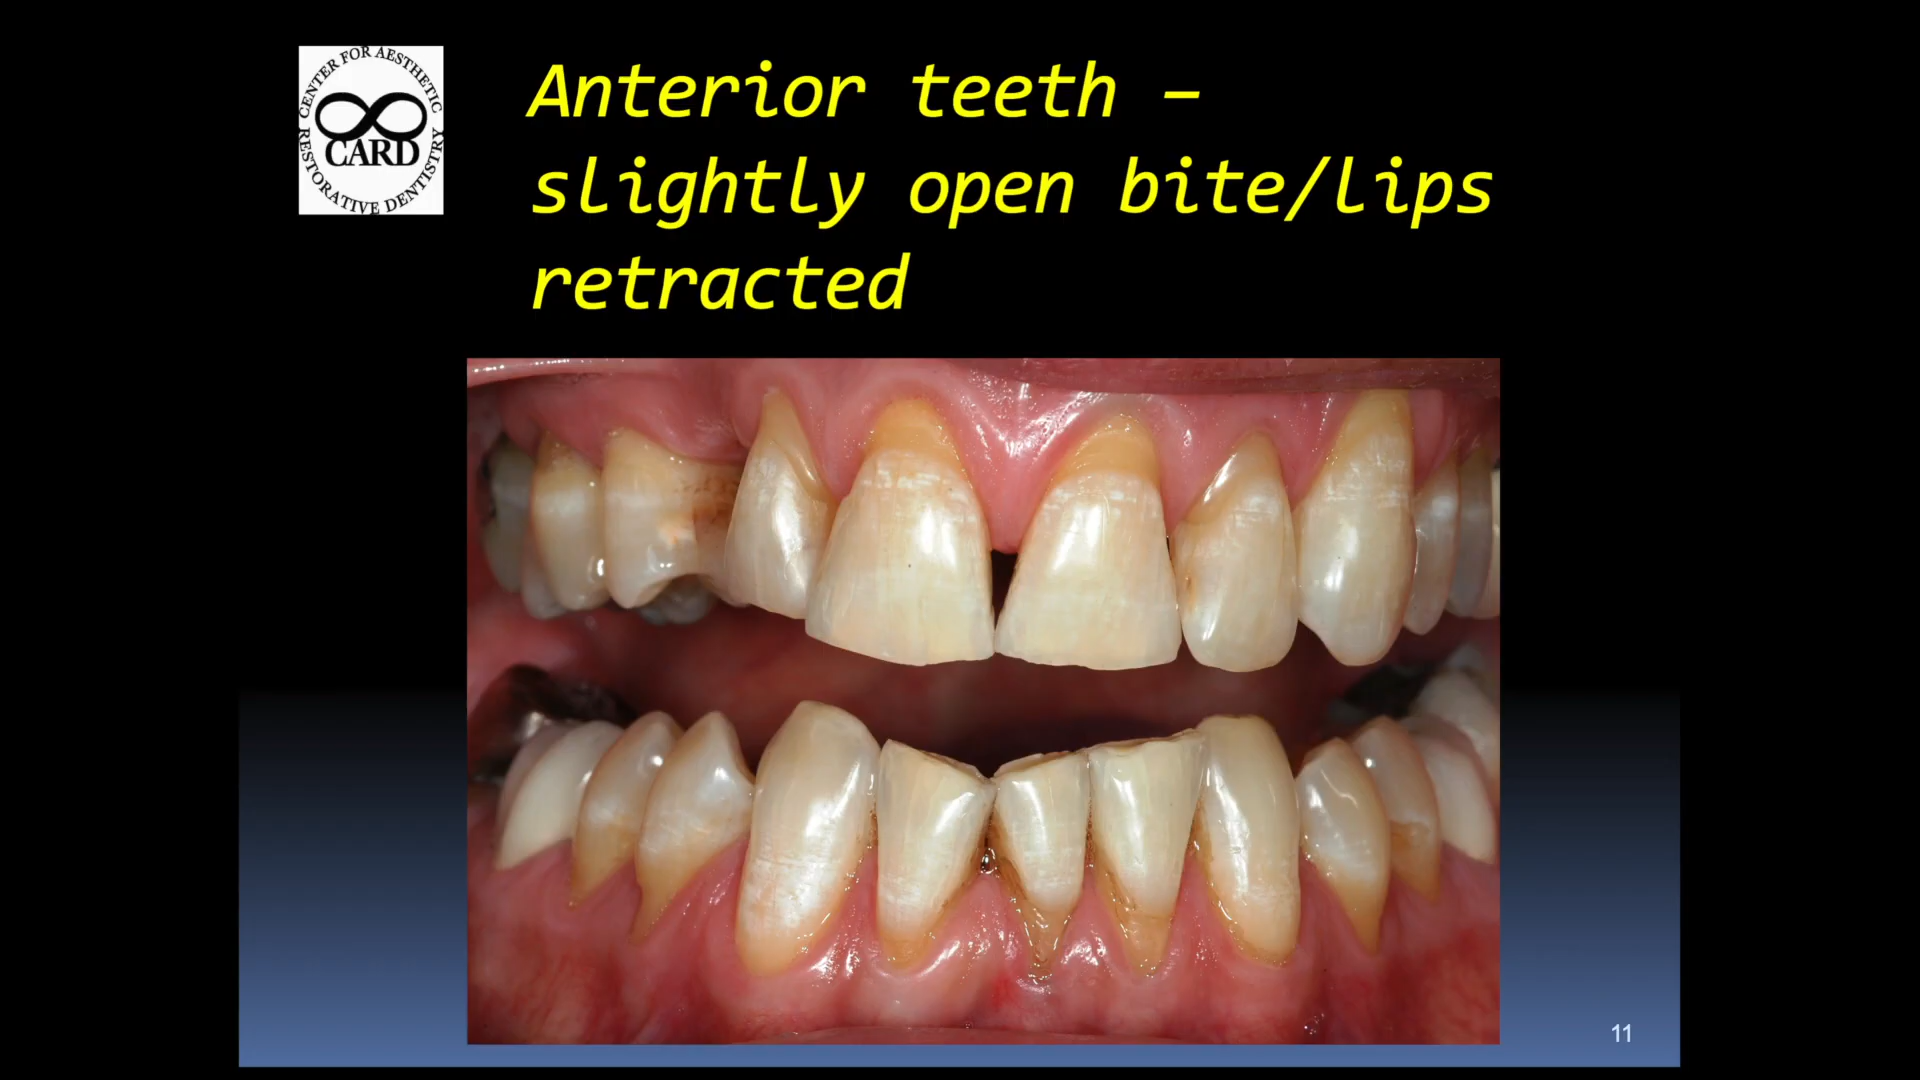 CENTER FOR AESTHETIC
CARD
RESTORATIVE DENTISTRY
Anterior teeth –
slightly open bite/lips
retracted
11